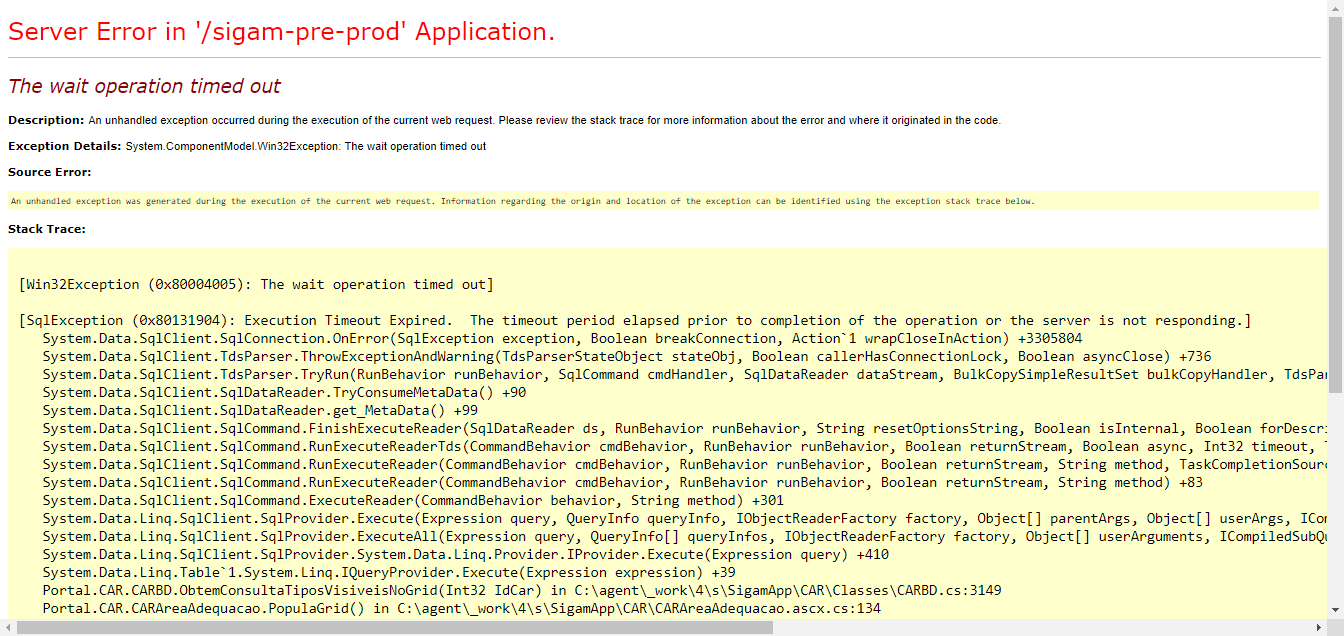 Server Error in '/sigam-pre-prod' Application.
The wait operation timed out
Description: An unhandled exception occurred during the execution of the current web request. Please review the stack trace for more information about the error and where it originated in the code.
Exception Details: System.ComponentModel.Win32Exception: The wait operation timed out
Source Error:
An unhandled exception was generated during the execution of the current web request. Information regarding the origin and location of the exception can be identified using the exception stack trace below.
Stack Trace:
[Win32Exception (0x80004005): The wait operation timed out]
[SqlException (0x80131904): Execution Timeout Expired.  The timeout period elapsed prior to completion of the operation or the server is not responding.]
System.Data.SqlClient.SqlConnection.OnError(SqlException exception, Boolean breakConnection, Action`1 wrapCloseInAction) +3305804
System.Data.SqlClient.TdsParser.ThrowExceptionAndWarning(TdsParserStateObject stateObj, Boolean callerHasConnectionLock, Boolean asyncClose) +736
System.Data.SqlClient.TdsParser.TryRun(RunBehavior runBehavior, SqlCommand cmdHandler, SqlDataReader dataStream, BulkCopySimpleResultSet bulkCopyHandler, TdsPar
System.Data.SqlClient.SqlDataReader.TryConsumeMetaData() +90
System.Data.SqlClient.SqlDataReader.get_MetaData() +99
System.Data.SqlClient.SqlCommand.FinishExecuteReader(SqlDataReader ds, RunBehavior runBehavior, String resetOptionsString, Boolean isInternal, Boolean forDescri
System.Data.SqlClient.SqlCommand.RunExecuteReaderTds(CommandBehavior cmdBehavior, RunBehavior runBehavior, Boolean returnStream, Boolean async, Int32 timeout,
System.Data.SqlClient.SqlCommand.RunExecuteReader(CommandBehavior cmdBehavior, RunBehavior runBehavior, Boolean returnStream, String method, TaskCompletionSour
System.Data.SqlClient.SqlCommand.RunExecuteReader(CommandBehavior cmdBehavior, RunBehavior runBehavior, Boolean returnStream, String method) +83
System.Data.SqlClient.SqlCommand.ExecuteReader(CommandBehavior behavior, String method) +301
System.Data.Linq.SqlClient.SqlProvider.Execute(Expression query, QueryInfo queryInfo, IObjectReaderFactory factory, Object[] parentArgs, Object[] userArgs, ICom
System.Data.Linq.SqlClient.SqlProvider.ExecuteAll(Expression query, QueryInfo[] queryInfos, IObjectReaderFactory factory, Object[] userArguments, ICompiledSubQu
System.Data.Linq.SqlClient.SqlProvider.System.Data.Linq.Provider.IProvider.Execute(Expression query) +410
System.Data.Linq.Table`1.System.Linq.IQueryProvider.Execute(Expression expression) +39
Portal.CAR.CARBD.ObtemConsultaTiposVisiveisNoGrid(Int32 IdCar) in C:\agent\_work\4\s\SigamApp\CAR\Classes\CARBD.cs:3149
Portal.CAR.CARAreaAdequacao.PopulaGrid() in C:\agent\_work\4\s\SigamApp\CAR\CARAreaAdequacao.ascx.cs:134